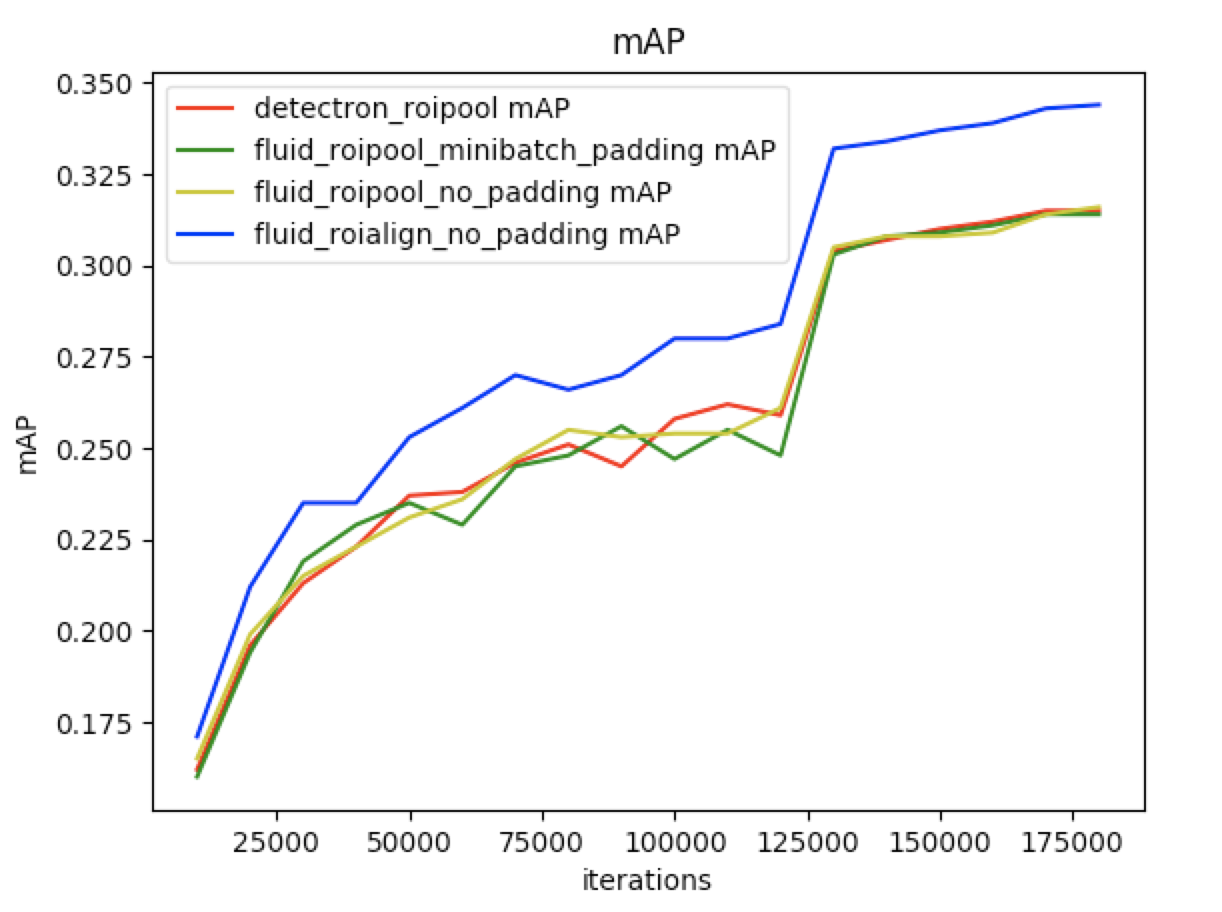 mAP
0.350
0.325
0.300
0.275
0.250
0.225
0.200
0.175
mAP
detectron_roipool mAP
fluid_roipool_minibatch_padding mAP
fluid_roipool_no_padding mAP
fluid_roialign_no_padding mAP
25000 50000 75000 100000 125000 150000 175000
iterations